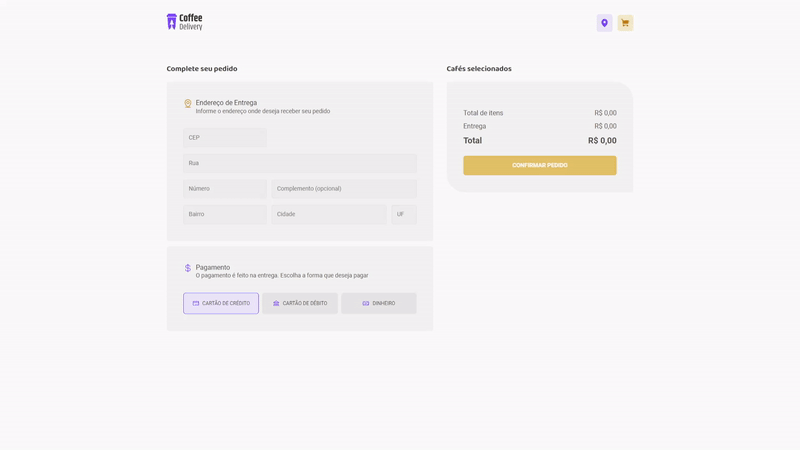 Coffee
Delivery
Complete seu pedido
Endereço de Entrega
Informe o endereço onde deseja receber seu pedido
CEP
Rua
Número
Complemento (opcional)
Bairro
Cidade
UF
Pagamento
O pagamento é feito na entrega. Escolha a forma que deseja pagar
CARTÃO DE CRÉDITO
CARTÃO DE DÉBITO
DINHEIRO
Cafés selecionados
Total de itens R$ 0,00
Entrega R$ 0,00
Total R$ 0,00
CONFIRMAR PEDIDO